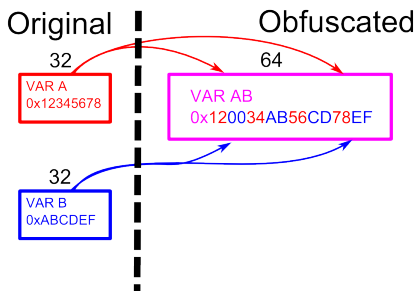 Original
Obfuscated
32
64
VAR A
0x12345678
VAR AB
0x120034AB56CD78EF
32
VAR B
0xABCDEF